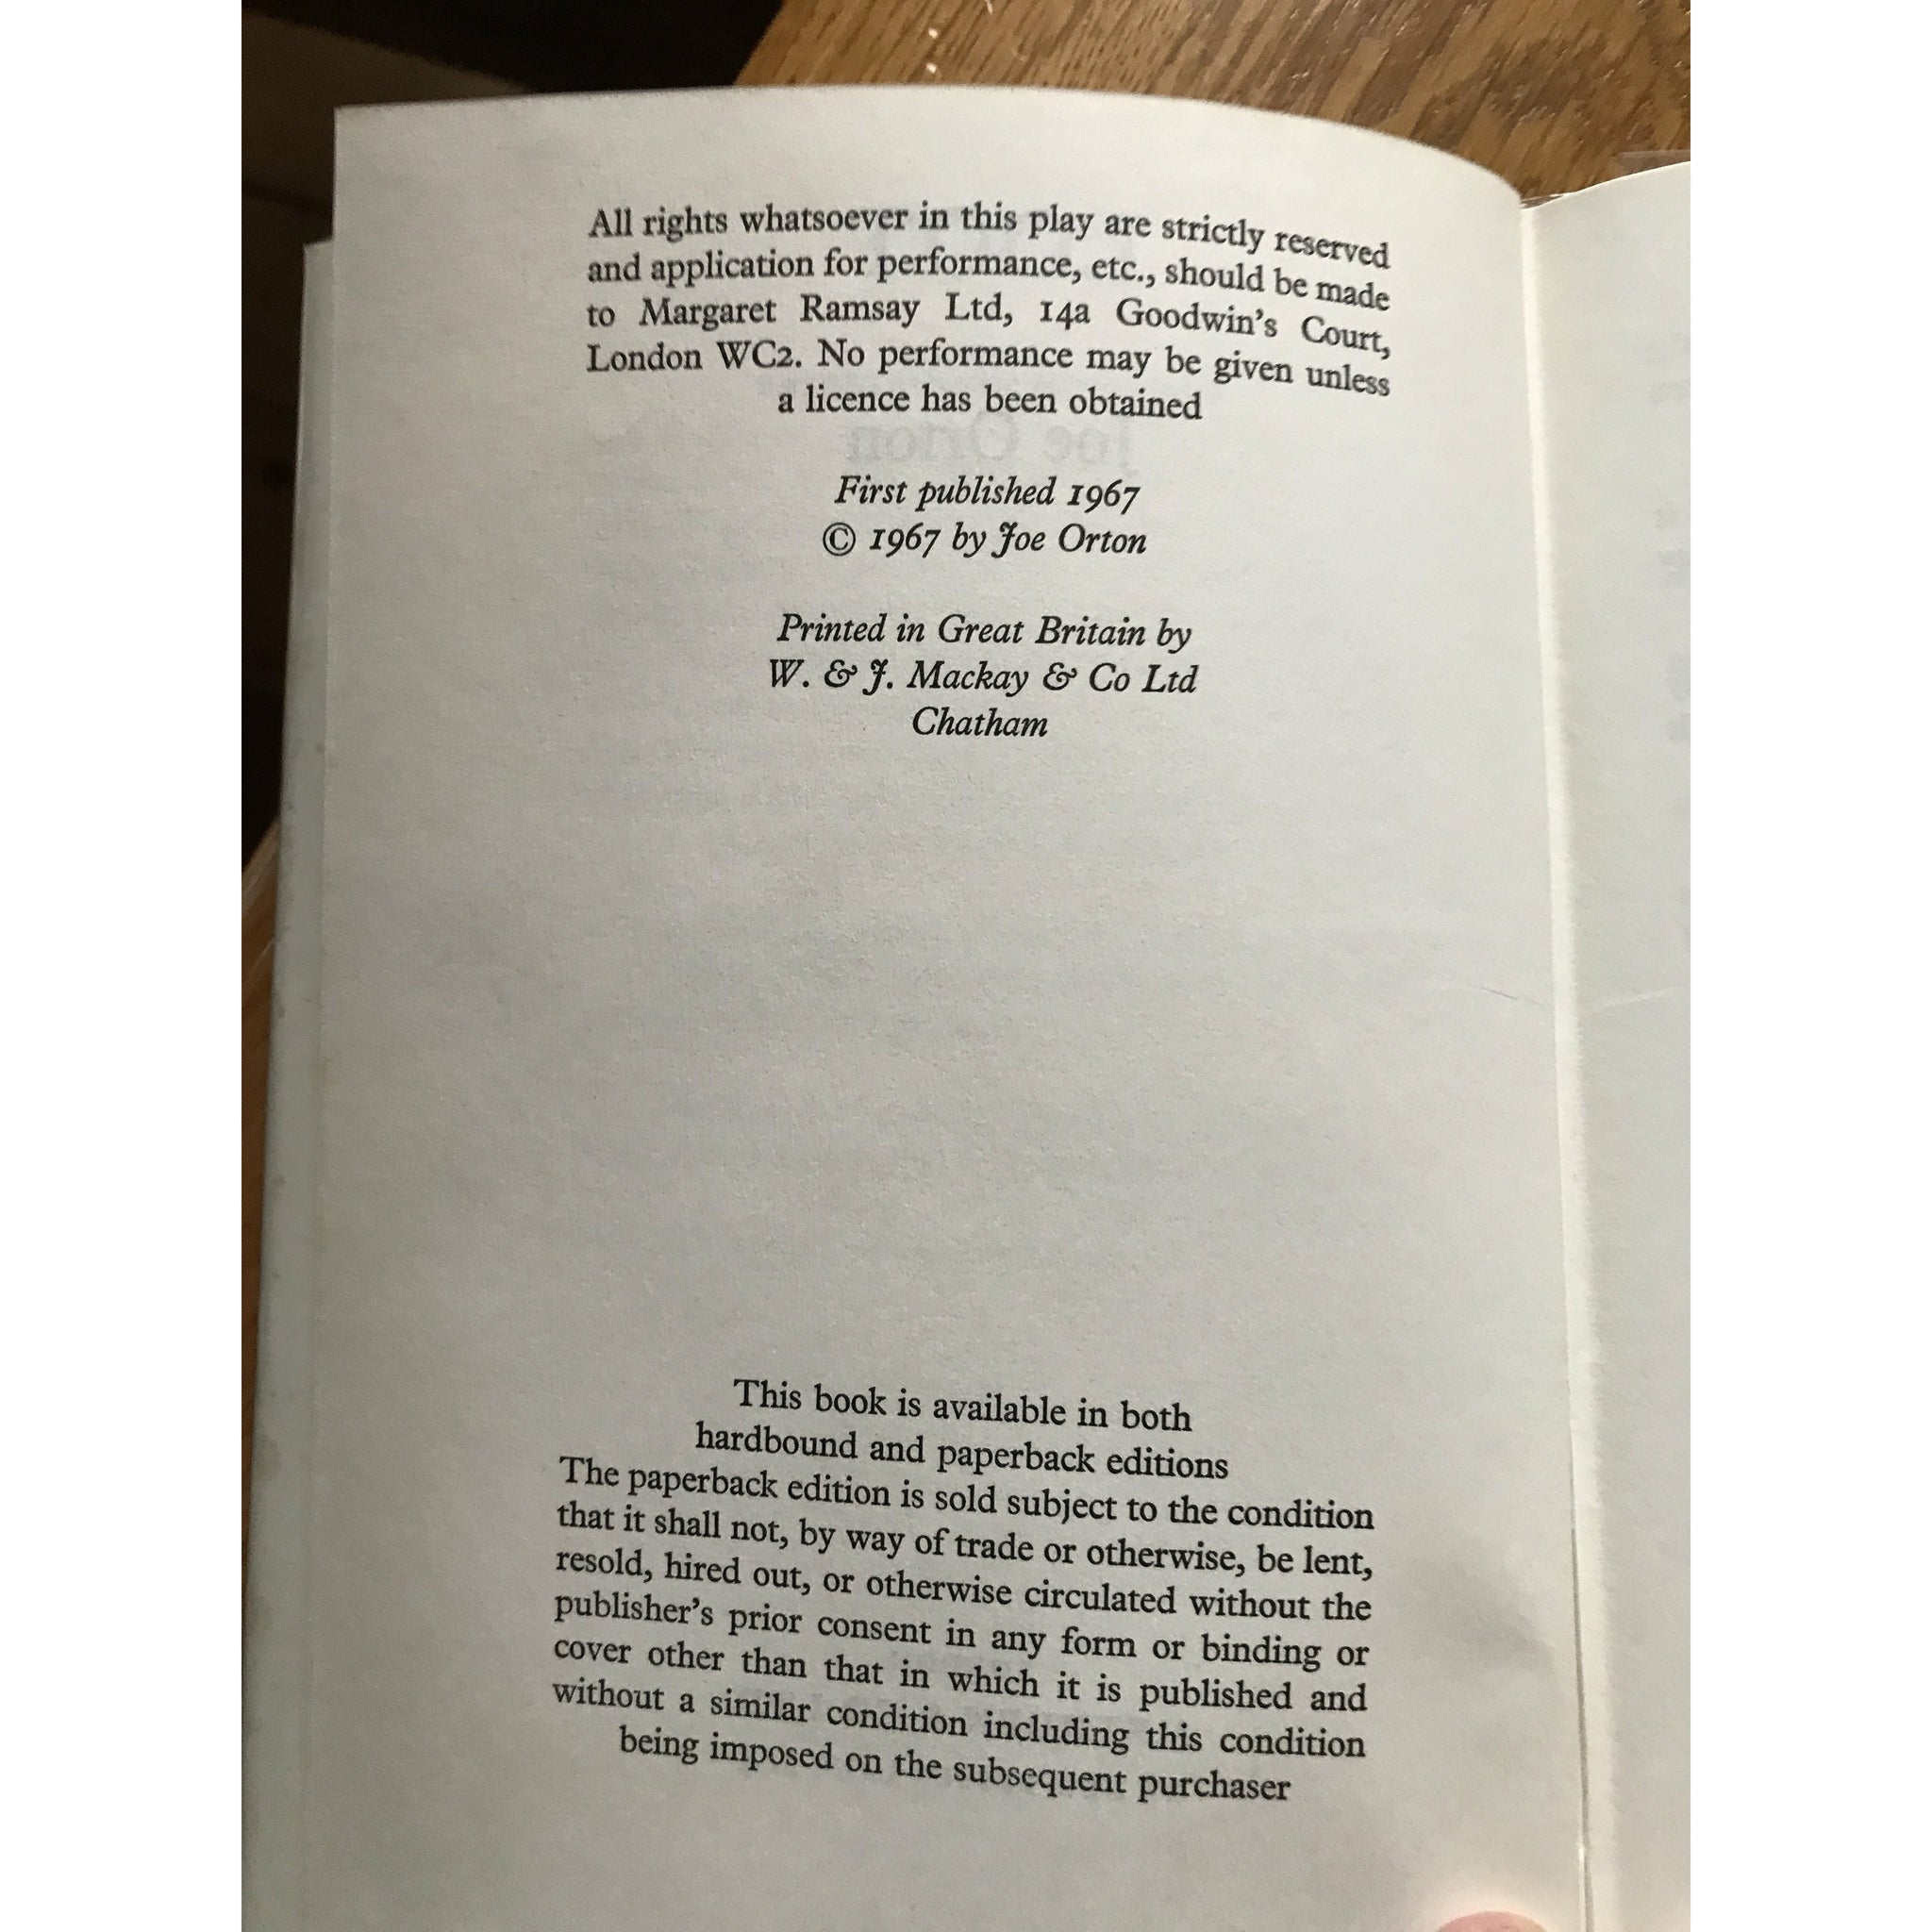 All rights whatsoever in this play are strictly reserved
and application for performance, etc., should be made
to Margaret Ramsay Ltd, 14a Goodwin's Court,
London WC2. No performance may be given unless
a licence has been obtained
Joe Orton
First published 1967
© 1967 by Joe Orton
Printed in Great Britain by
W. & J. Mackay & Co Ltd
Chatham
This book is available in both
hardbound and paperback editions
The paperback edition is sold subject to the condition
that it shall not, by way of trade or otherwise, be lent,
resold, hired out, or otherwise circulated without the
publisher's prior consent in any form or binding or
cover other than that in which it is published and
without a similar condition including this condition
being imposed on the subsequent purchaser